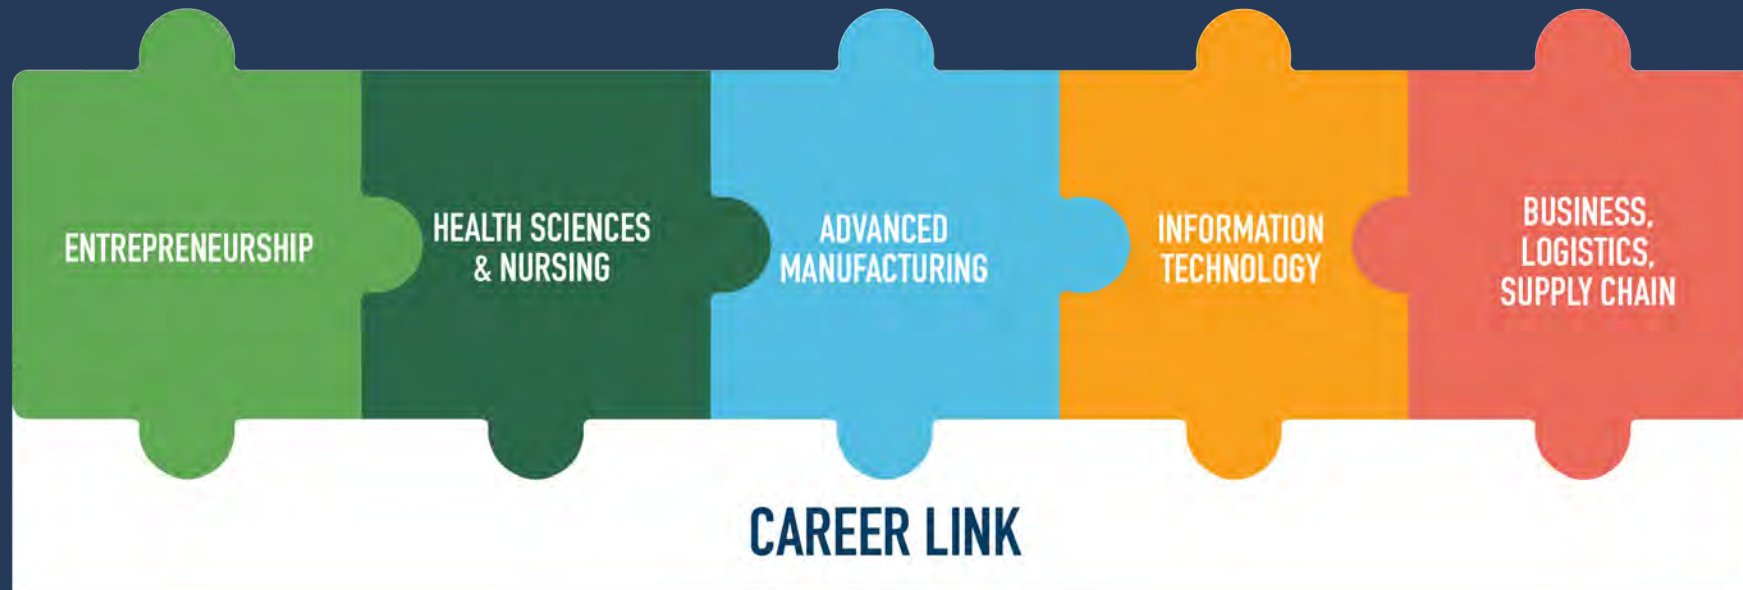 ENTREPRENEURSHIP
HEALTH SCIENCES
& NURSING
ADVANCED
MANUFACTURING
INFORMATION
TECHNOLOGY
BUSINESS,
LOGISTICS,
SUPPLY CHAIN
CAREER LINK